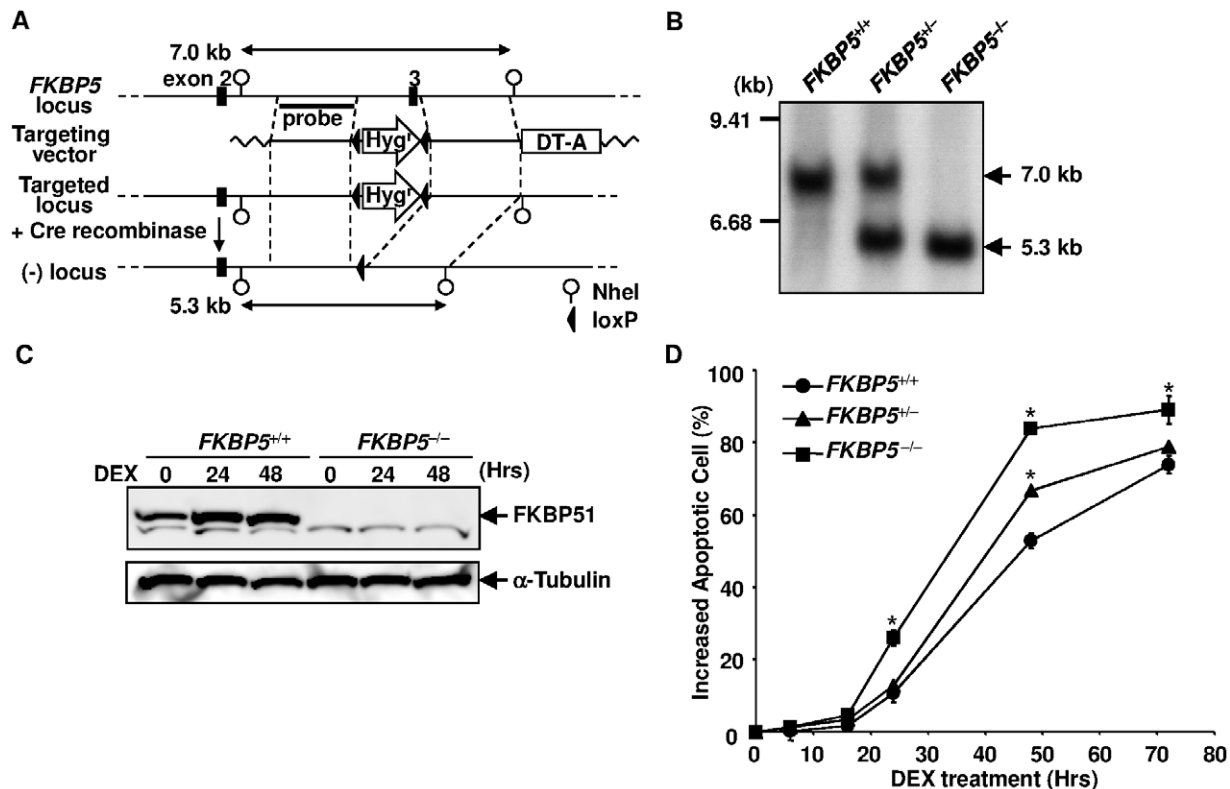 A
7.0 kb
exon 2
3
FKBP5
locus
probe
Targeting
vector
Hygʳ
DT-A
Targeted
locus
Hygʳ
+ Cre recombinase
(-) locus
5.3 kb
NheI
loxP
B
FKBP5+/+
FKBP5+/–
FKBP5–/–
(kb)
9.41
7.0 kb
6.68
5.3 kb
C
FKBP5+/+
FKBP5–/–
DEX 0 24 48 0 24 48 (Hrs)
FKBP51
α-Tubulin
D
Increased Apoptotic Cell (%)
100
80
60
40
20
0
FKBP5+/+
FKBP5+/–
FKBP5–/–
*
*
*
*
0 10 20 30 40 50 60 70 80
DEX treatment (Hrs)